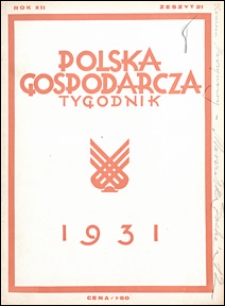 ROK XII ZESZYT 21
POLSKA
GOSPODARCZA
TYGODNIK
1931
CENA 1·80